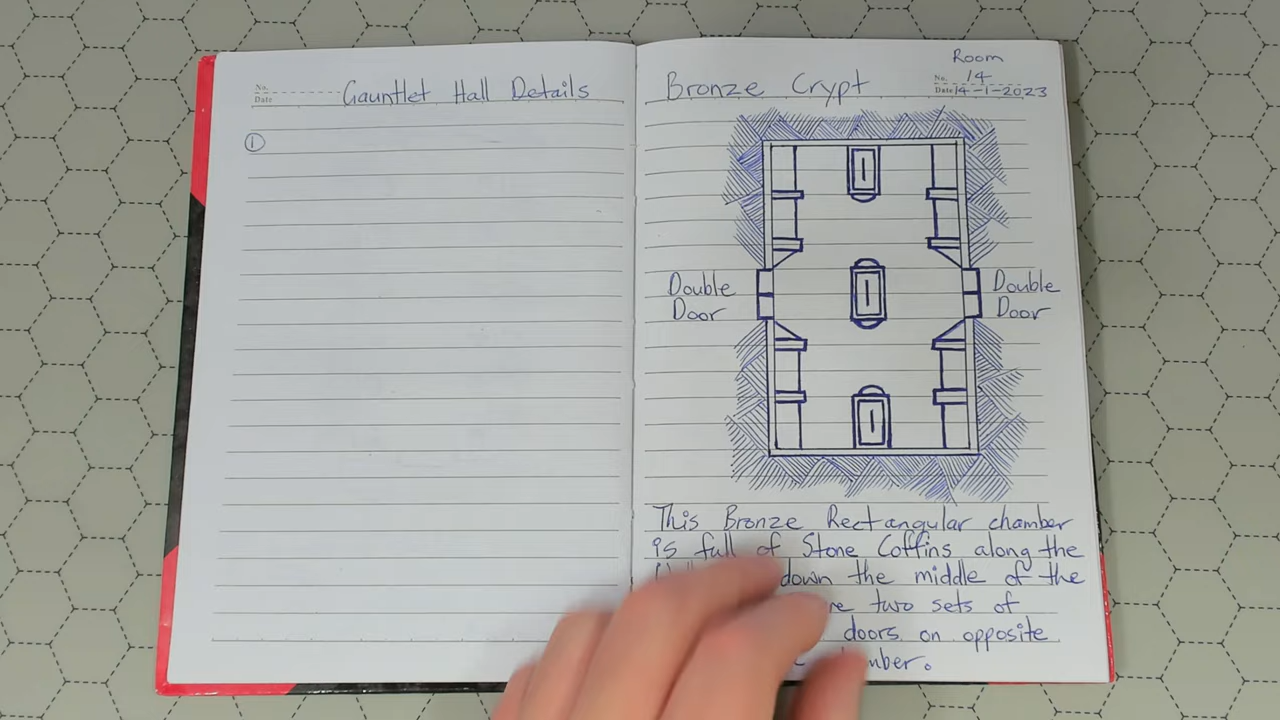 No.
Date
Gauntlet Hall Details
①
Bronze Crypt
Room
No. 14
Date 14-1-2023
Double
Door
Double
Door
This Bronze Rectangular chamber
is full of Stone Coffins along the
down the middle of the
two sets of
doors on opposite